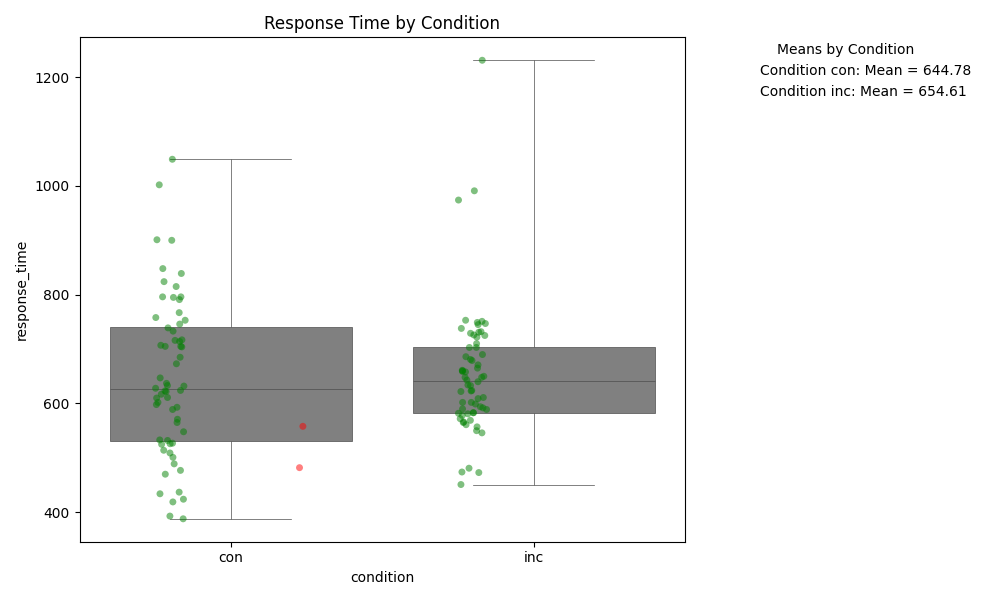 Response Time by Condition
Means by Condition
Condition con: Mean = 644.78
Condition inc: Mean = 654.61
response_time
1200
1000
800
600
400
con
inc
condition